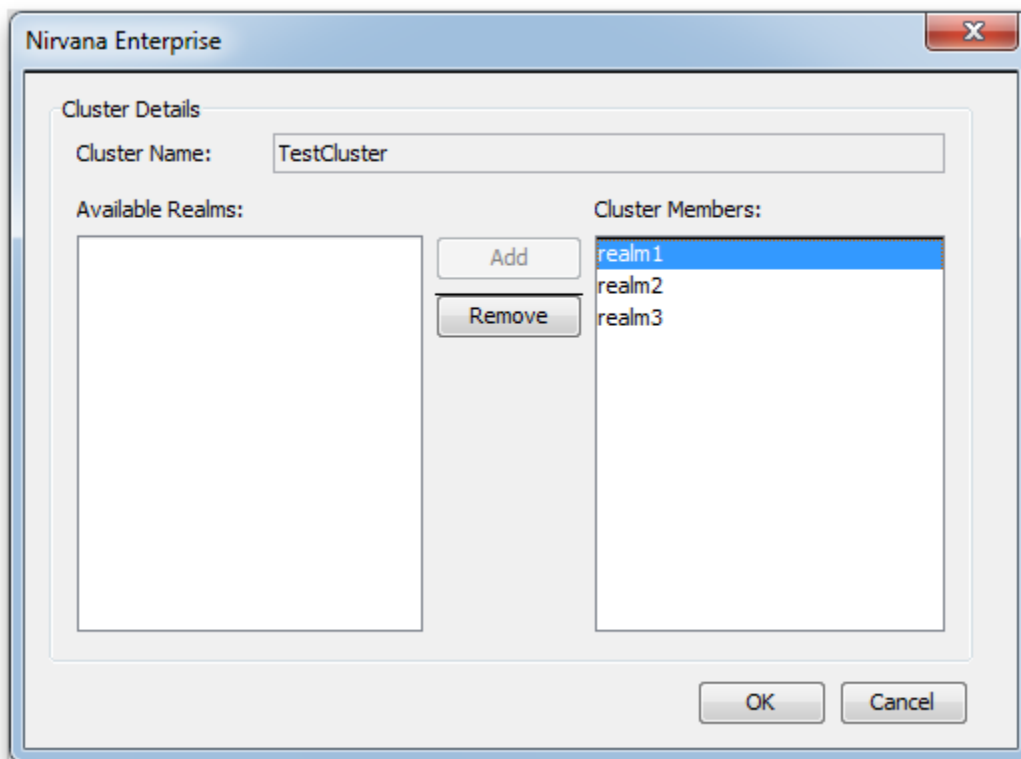 Nirvana Enterprise
Cluster Details
Cluster Name: TestCluster
Available Realms: Cluster Members:
Add
Remove
realm1
realm2
realm3
OK Cancel